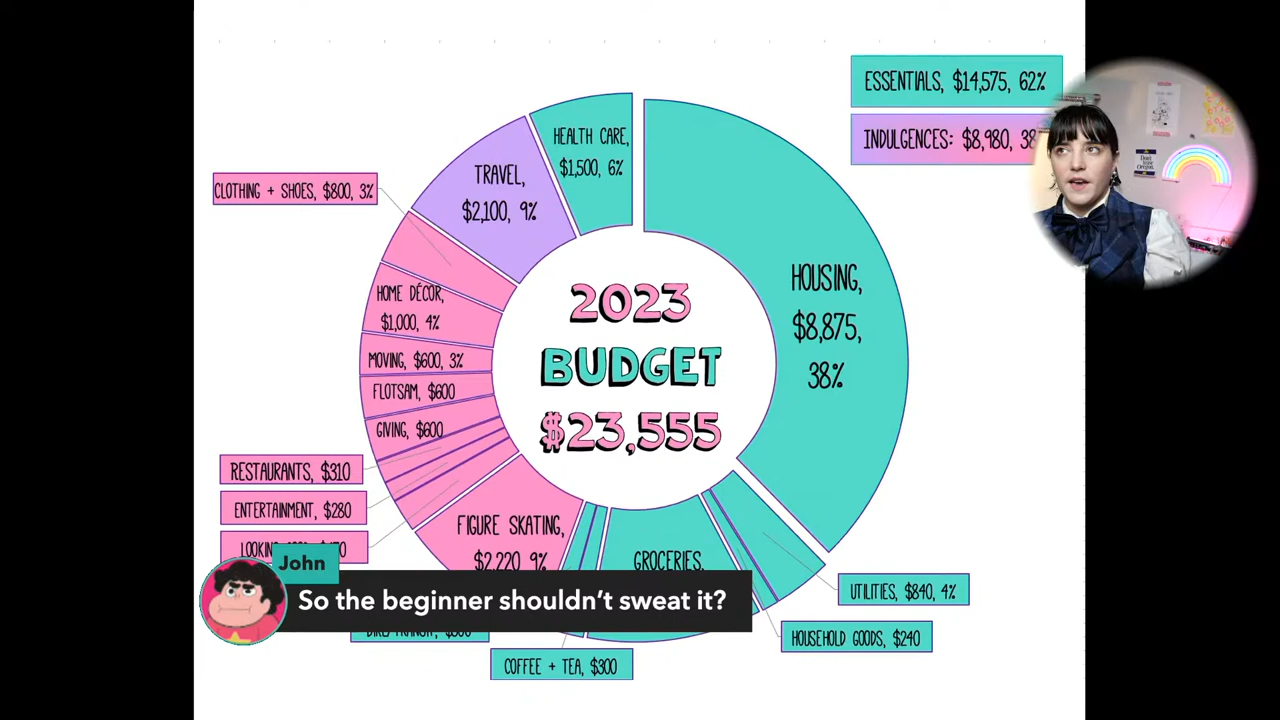 ESSENTIALS, $14,575, 62%
INDULGENCES: $8,980, 38
HEALTH CARE,
$1,500, 6%
TRAVEL,
$2,100, 9%
CLOTHING + SHOES, $800, 3%
HOME DÉCOR,
$1,000, 4%
MOVING, $600, 3%
FLOTSAM, $600
GIVING, $600
RESTAURANTS, $310
ENTERTAINMENT, $280
FIGURE SKATING,
$2,220 9%
GROCERIES,
HOUSING,
$8,875,
38%
2023
BUDGET
$23,555
UTILITIES, $840, 4%
HOUSEHOLD GOODS, $240
COFFEE + TEA, $300
John
So the beginner shouldn't sweat it?